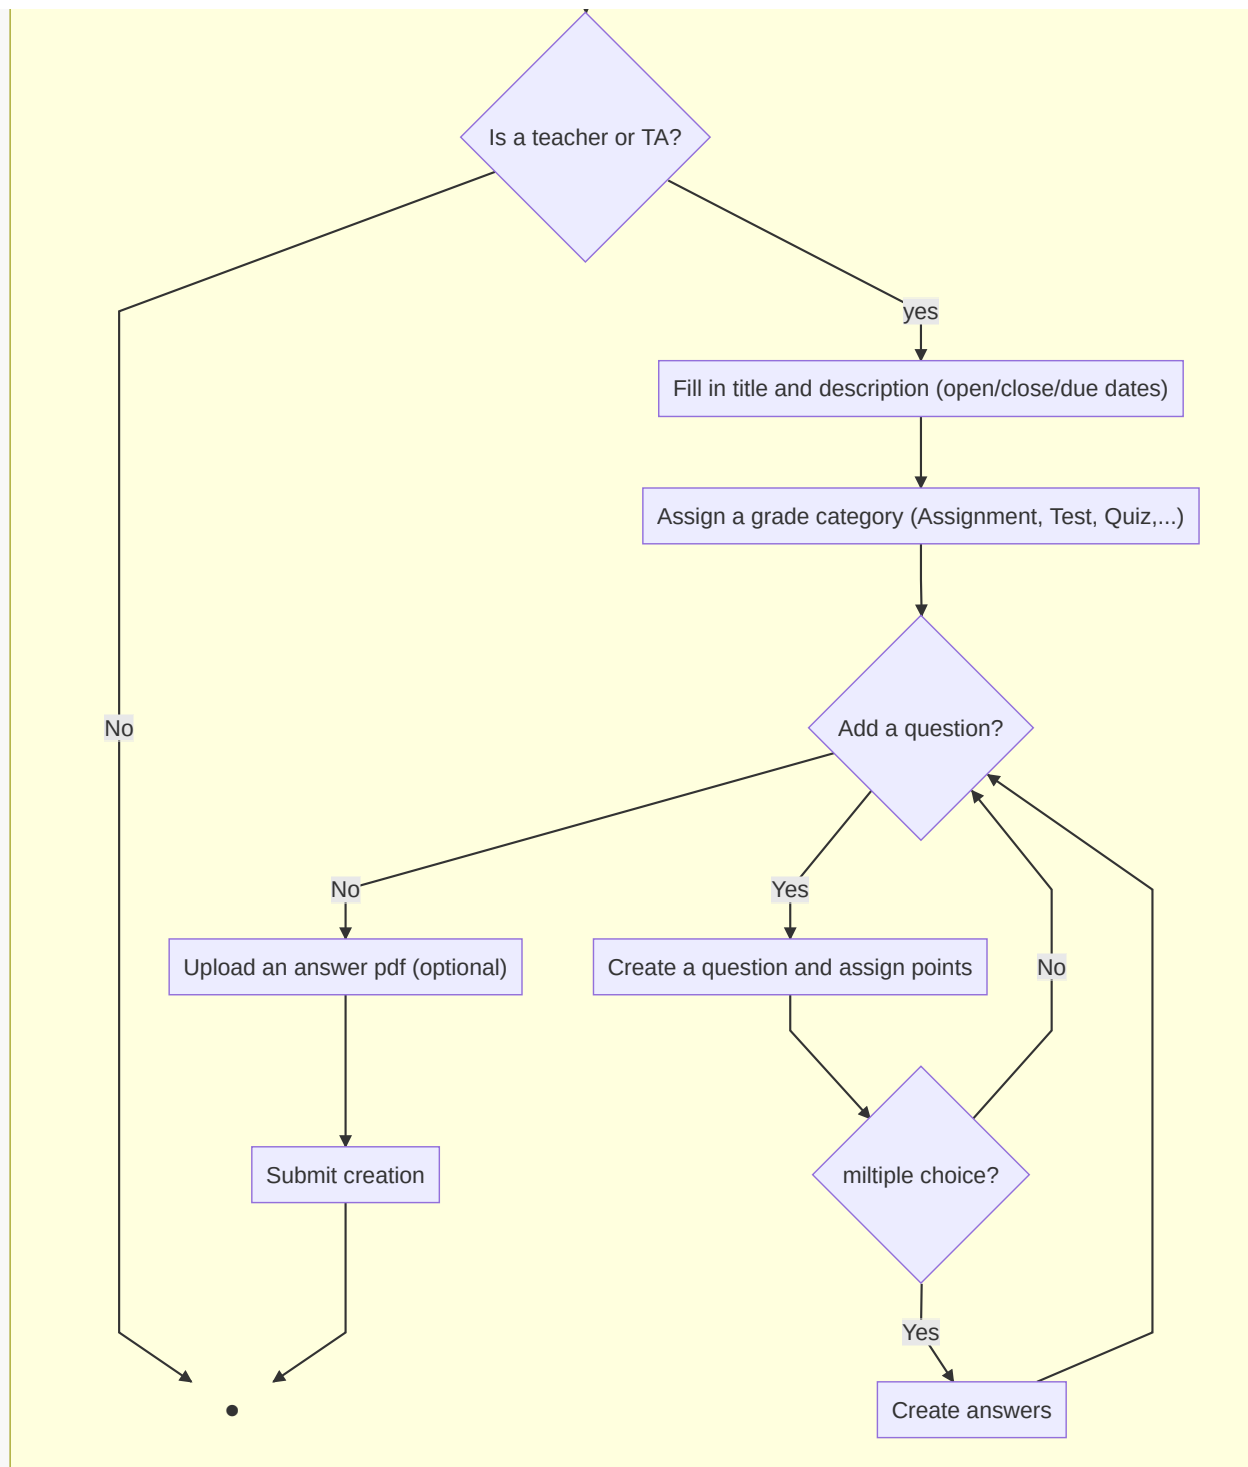 Is a teacher or TA?
yes
Fill in title and description (open/close/due dates)
Assign a grade category (Assignment, Test, Quiz,...)
No
Add a question?
No
Yes
Upload an answer pdf (optional)
Create a question and assign points
No
Submit creation
miltiple choice?
Yes
Create answers